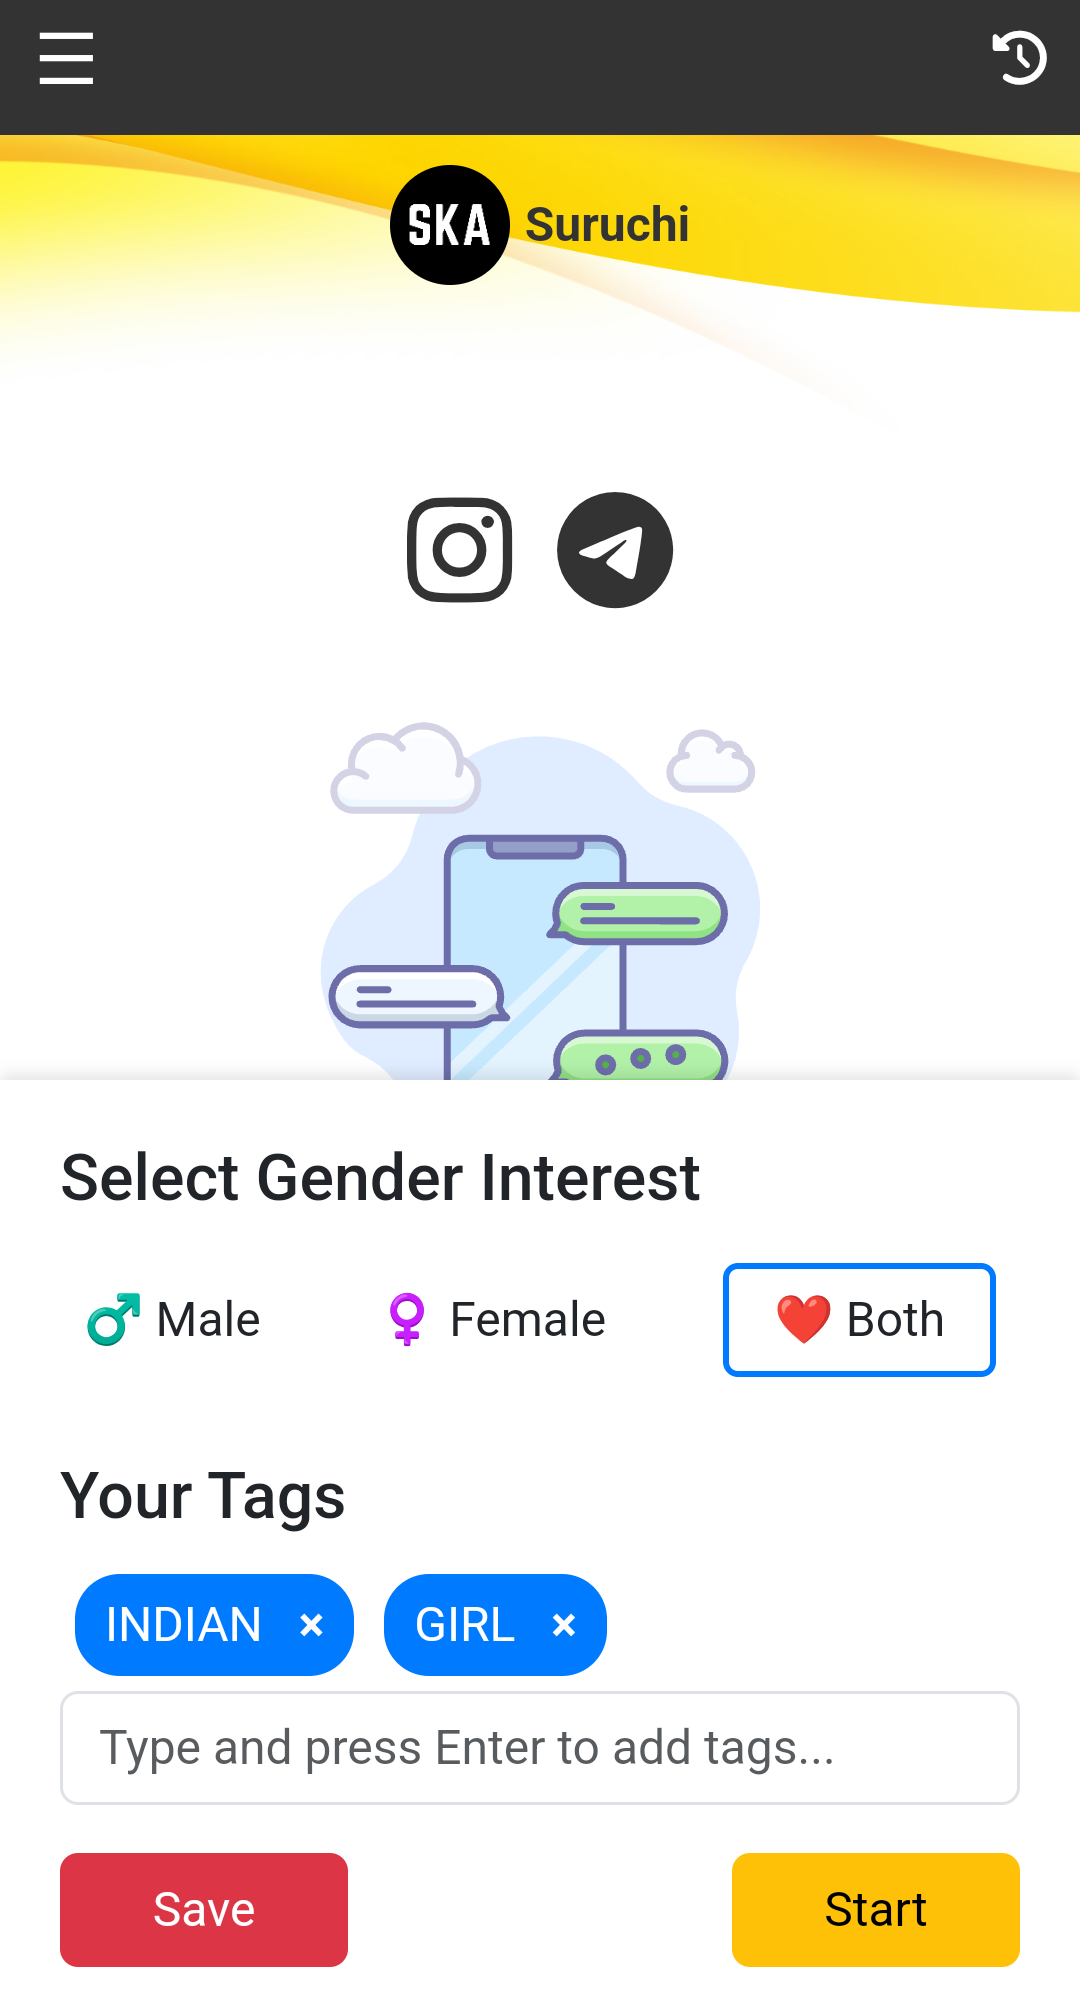 SKA Suruchi
Select Gender Interest
Male Female Both
Your Tags
INDIAN × GIRL ×
Type and press Enter to add tags...
Save Start